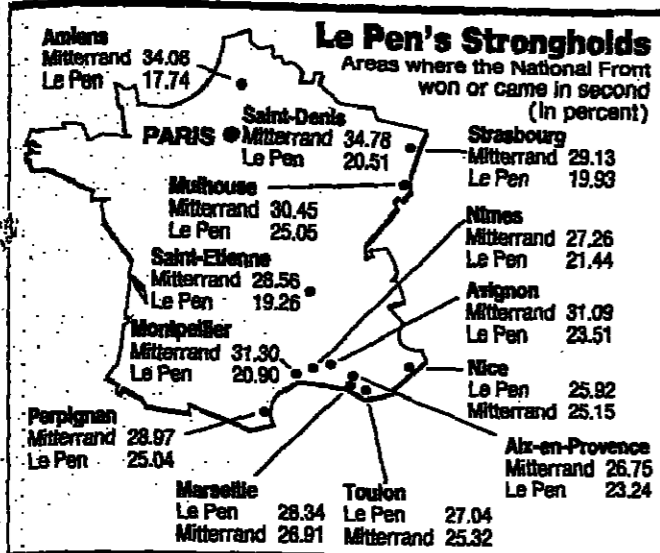 Le Pen's Strongholds
Areas where the National Front
won or came in second
(In percent)
Amiens
Mitterrand 34.06
Le Pen 17.74
PARIS
Saint-Denis
Mitterrand 34.78
Le Pen 20.51
Strasbourg
Mitterrand 29.13
Le Pen 19.93
Mulhouse
Mitterrand 30.45
Le Pen 25.05
Nimes
Mitterrand 27.26
Le Pen 21.44
Saint-Etienne
Mitterrand 28.56
Le Pen 19.26
Avignon
Mitterrand 31.09
Le Pen 23.51
Montpellier
Mitterrand 31.30
Le Pen 20.90
Nice
Le Pen 25.92
Mitterrand 25.15
Perpignan
Mitterrand 28.97
Le Pen 25.04
Aix-en-Provence
Mitterrand 26.75
Le Pen 23.24
Marseille
Le Pen 28.34
Mitterrand 26.91
Toulon
Le Pen 27.04
Mitterrand 25.32